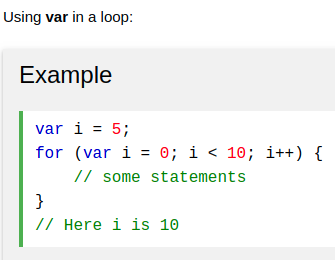 Using var in a loop:
Example
var i = 5;
for (var i = 0; i < 10; i++) {
    // some statements
}
// Here i is 10